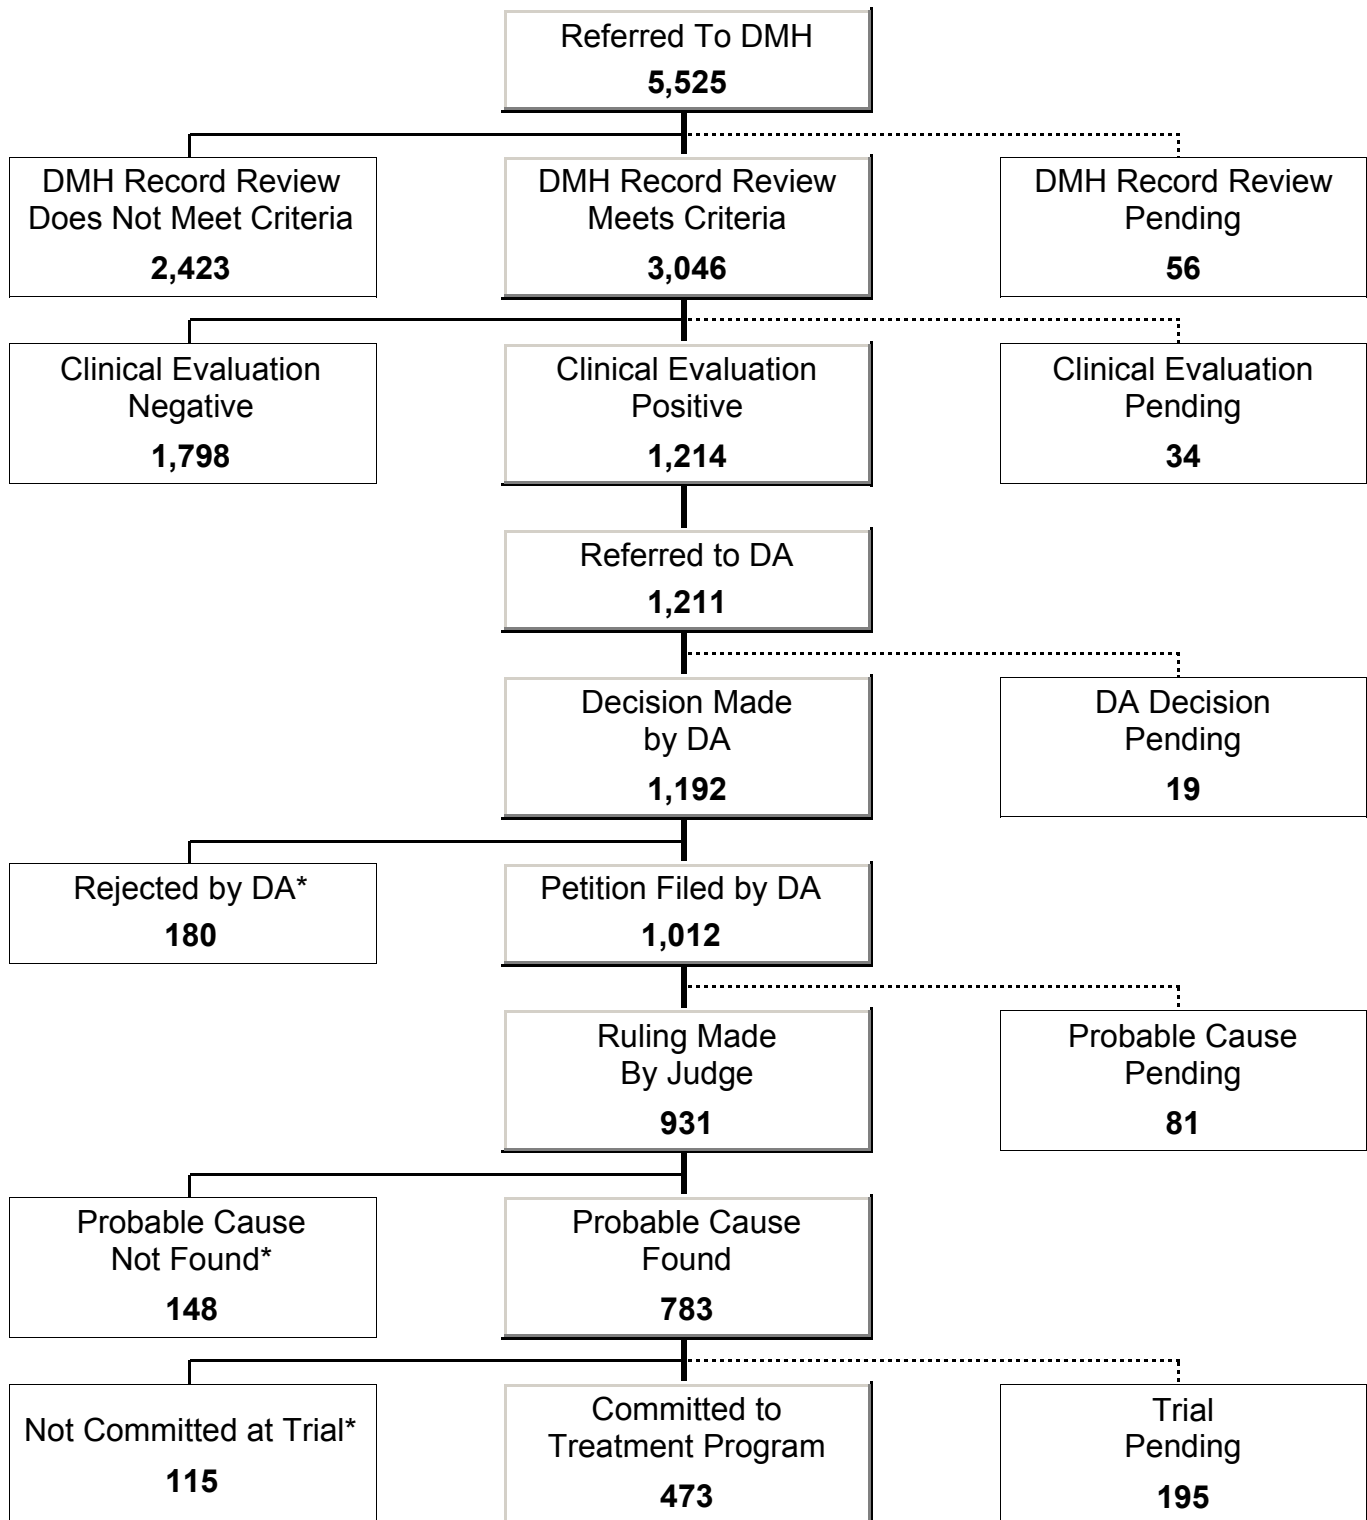 Referred To DMH
5,525
DMH Record Review
Does Not Meet Criteria
2,423
DMH Record Review
Meets Criteria
3,046
DMH Record Review
Pending
56
Clinical Evaluation
Negative
1,798
Clinical Evaluation
Positive
1,214
Clinical Evaluation
Pending
34
Referred to DA
1,211
Decision Made
by DA
1,192
DA Decision
Pending
19
Rejected by DA*
180
Petition Filed by DA
1,012
Ruling Made
By Judge
931
Probable Cause
Pending
81
Probable Cause
Not Found*
148
Probable Cause
Found
783
Not Committed at Trial*
115
Committed to
Treatment Program
473
Trial
Pending
195